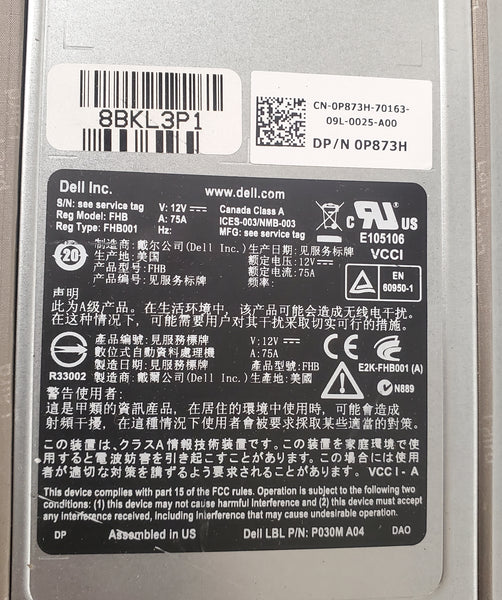 8BKL3P1
CN-0P873H-70163-
09L-0025-A00
DP/N 0P873H
Dell Inc. www.dell.com
S/N: see service tag V: 12V Canada Class A
Reg Model: FHB A: 75A ICES-003/NMB-003
Reg Type: FHB001 Hz: MFG: see service tag
c UL US
E105106
VCCI
20
制造商: 戴尔公司(Dell Inc.) 生产日期: 见服务标牌
生产地: 美国 额定电压: 12V
产品型号: FHB 额定电流: 75A
产品编号: 见服务标牌 频率:
EN
60950-1
声明
此为A级产品。在生活环境中，该产品可能会造成无线电干扰。
在这种情况下，可能需要用户对其干扰采取切实可行的措施。
R33002
產品編號: 見服務標牌 V: 12V
數位式自動資料處理機 A: 75A
製造日期: 見服務標牌 產品型號: FHB
製造商: 戴爾公司(Dell Inc.) 生產地: 美國
CE
E2K-FHB001 (A)
N889
警告使用者:
這是甲類的資訊産品，在居住的環境中使用時，可能會造成
射頻干擾，在這種情況下使用者會被要求採取某些適當的對策。
この装置は、クラスA情報技術装置です。この装置を家庭環境で使用
すると電波妨害を引き起こすことがあります。この場合には使用
者が適切な対策を講ずるよう要求されることがあります。 VCCI-A
This device complies with part 15 of the FCC rules. Operation is subject to the following two
conditions: (1) this device may not cause harmful Interference and (2) this device must accept
any Interference received, Including Interference that may cause undesirable operation.
DP Assembled in US Dell LBL P/N: P030M A04 DAO